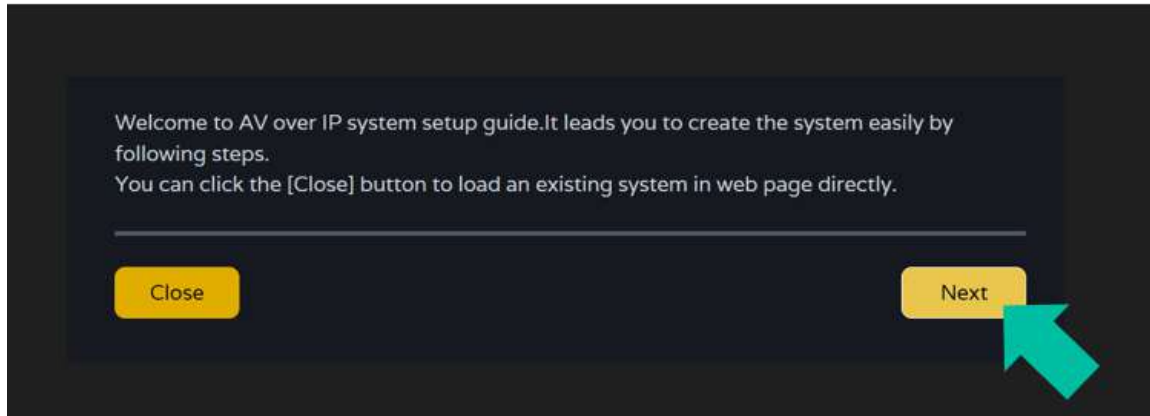 Welcome to AV over IP system setup guide.It leads you to create the system easily by
following steps.
You can click the [Close] button to load an existing system in web page directly.
Close
Next